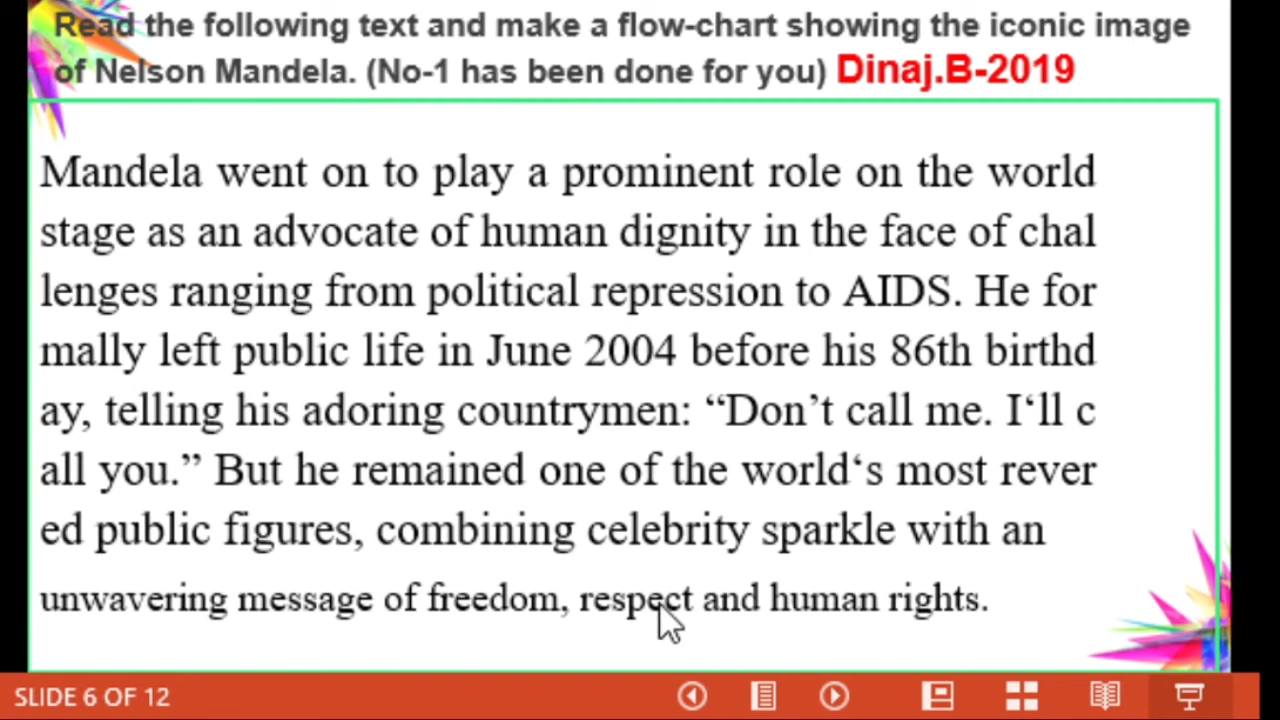 Read the following text and make a flow-chart showing the iconic image
of Nelson Mandela. (No-1 has been done for you) Dinaj.B-2019
Mandela went on to play a prominent role on the world
stage as an advocate of human dignity in the face of chal
lenges ranging from political repression to AIDS. He for
mally left public life in June 2004 before his 86th birthd
ay, telling his adoring countrymen: “Don’t call me. I‘ll c
all you.” But he remained one of the world‘s most rever
ed public figures, combining celebrity sparkle with an
unwavering message of freedom, respect and human rights.
SLIDE 6 OF 12